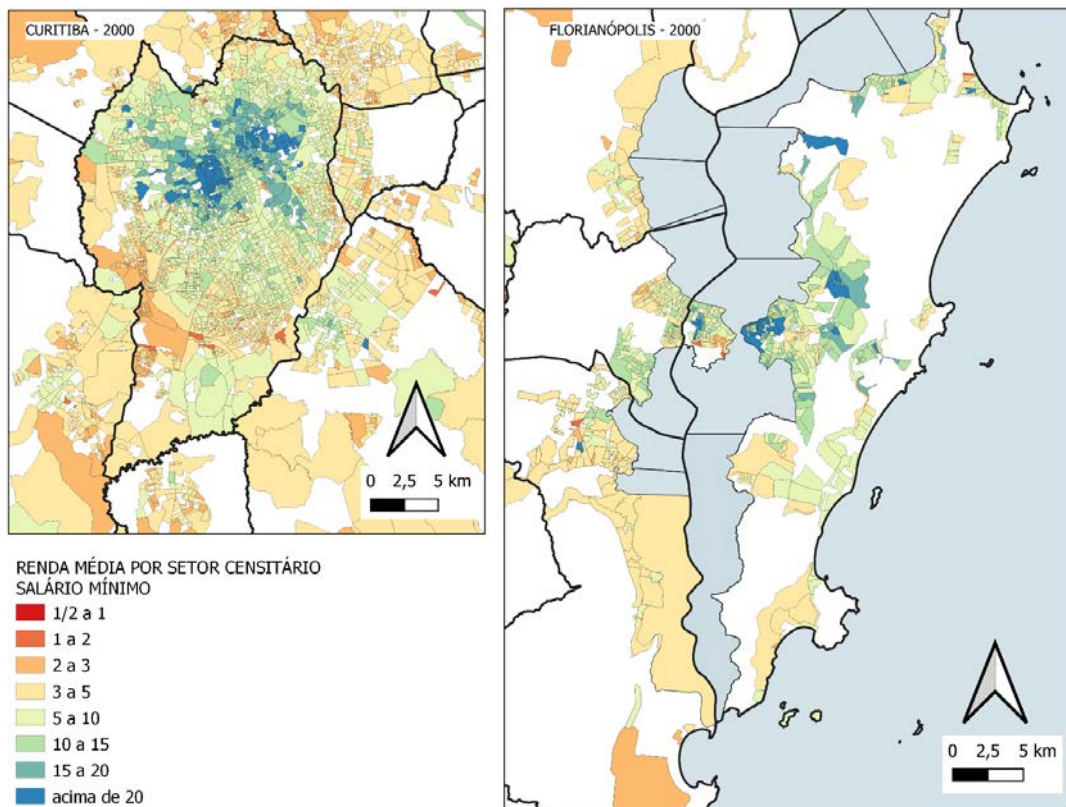 CURITIBA - 2000
0 2,5 5 km
FLORIANÓPOLIS - 2000
0 2,5 5 km
RENDA MÉDIA POR SETOR CENSITÁRIO
SALÁRIO MÍNIMO
1/2 a 1
1 a 2
2 a 3
3 a 5
5 a 10
10 a 15
15 a 20
acima de 20